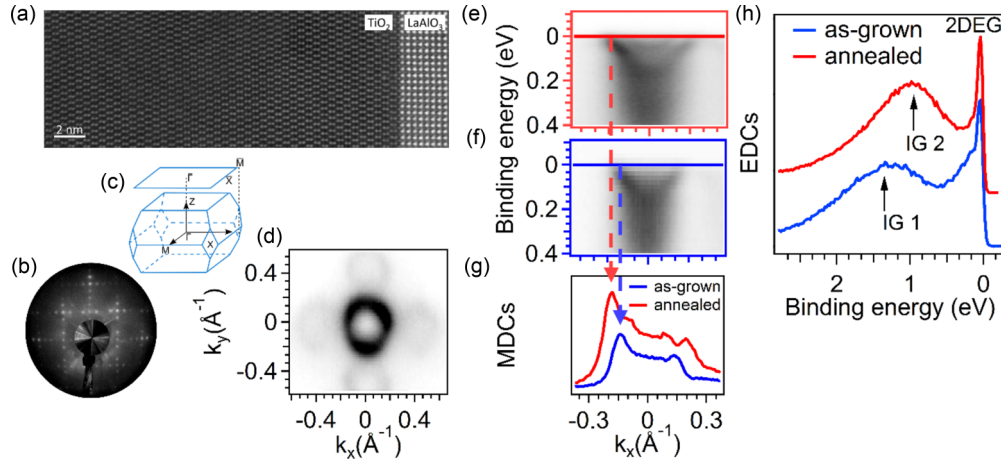 (a)
TiO2
LaAlO3
2 nm
(b)
(c)
M
Γ
X
Z
Γ
M
X
(d)
ky(Å-1)
0.4
0
-0.4
-0.4
0.0
0.4
kx(Å-1)
(e)
0
0.2
0.4
(f)
0
0.2
0.4
Binding energy (eV)
(g)
MDCs
as-grown
annealed
-0.3
0.0
0.3
kx(Å-1)
(h)
2DEG
as-grown
annealed
IG 2
IG 1
EDCs
2
1
0
Binding energy (eV)